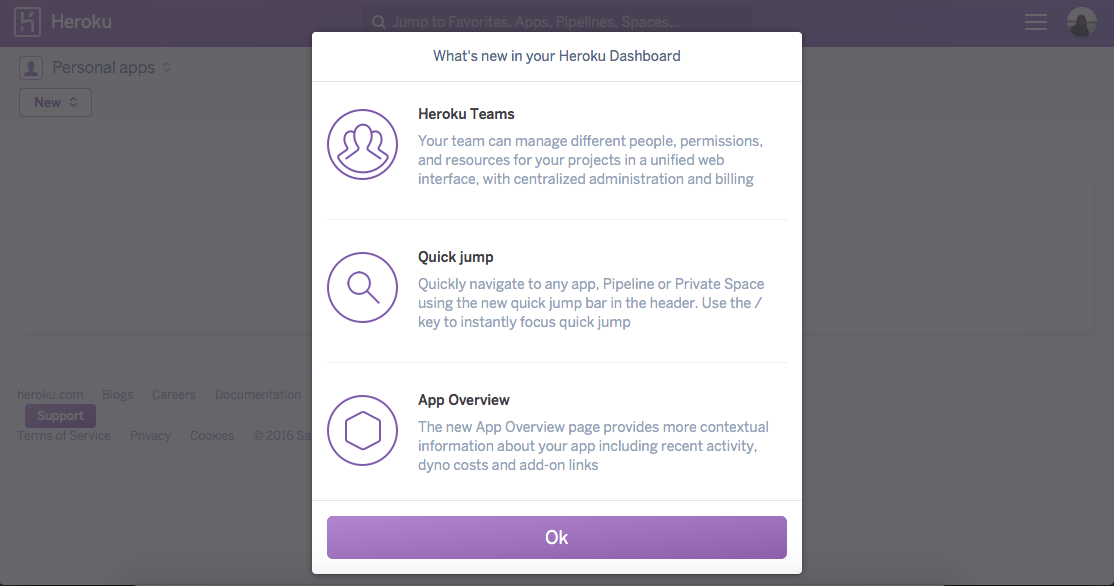 Heroku
Jump to Favorites, Apps, Pipelines, Spaces...
Personal apps
New
What's new in your Heroku Dashboard
Heroku Teams
Your team can manage different people, permissions,
and resources for your projects in a unified web
interface, with centralized administration and billing
Quick jump
Quickly navigate to any app, Pipeline or Private Space
using the new quick jump bar in the header. Use the /
key to instantly focus quick jump
App Overview
The new App Overview page provides more contextual
information about your app including recent activity,
dyno costs and add-on links
Ok
heroku.com Blogs Careers Documentation
Support
Terms of Service Privacy Cookies © 2016 Sa